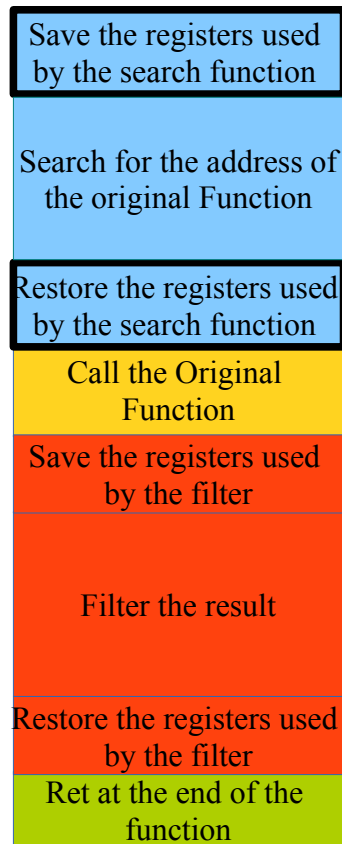 Save the registers used
by the search function
Search for the address of
the original Function
Restore the registers used
by the search function
Call the Original
Function
Save the registers used
by the filter
Filter the result
Restore the registers used
by the filter
Ret at the end of the
function